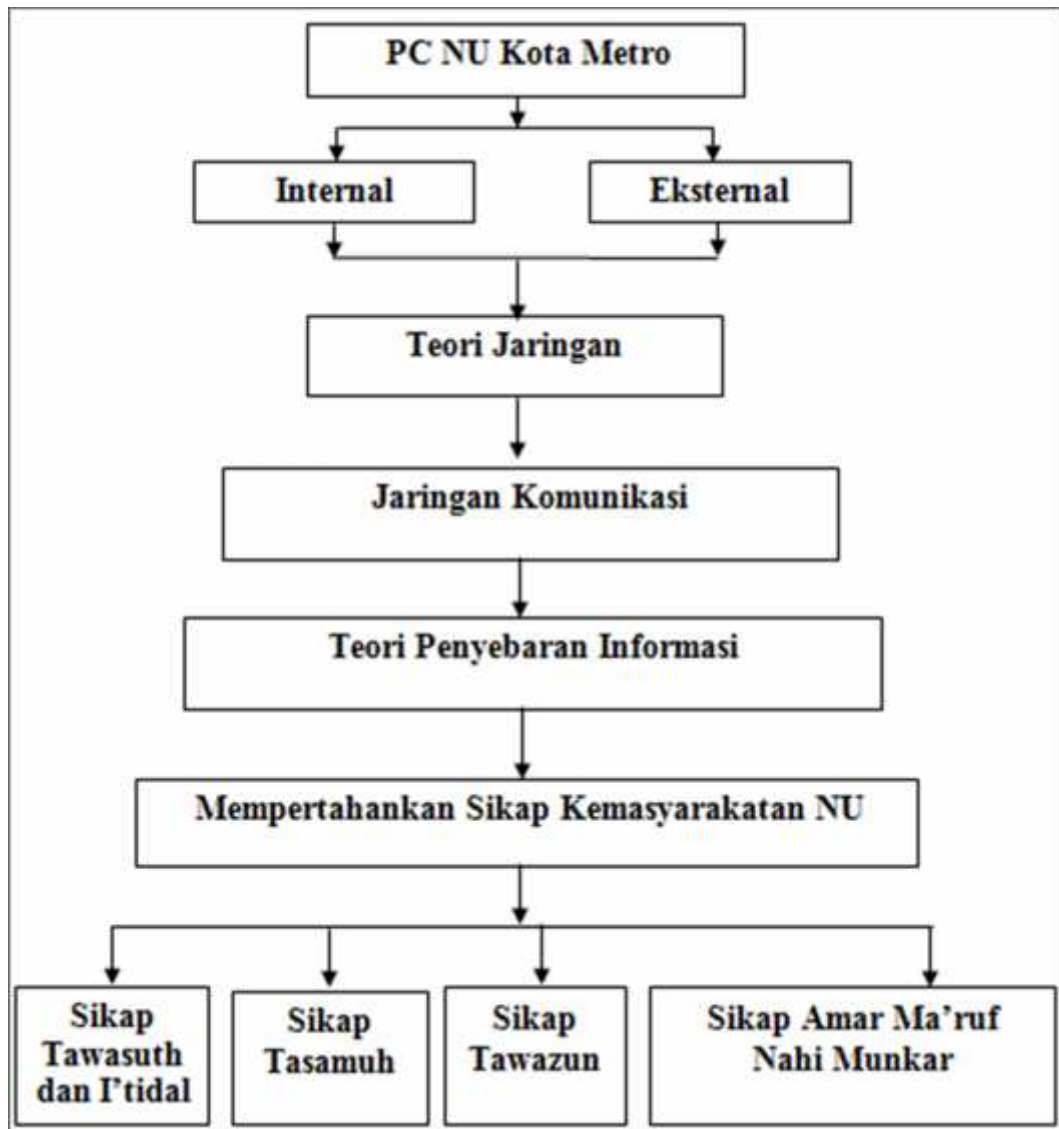 PC NU Kota Metro
Internal
Eksternal
Teori Jaringan
Jaringan Komunikasi
Teori Penyebaran Informasi
Mempertahankan Sikap Kemasyarakatan NU
Sikap
Tawasuth
dan I’tidal
Sikap
Tasamuh
Sikap
Tawazun
Sikap Amar Ma’ruf
Nahi Munkar